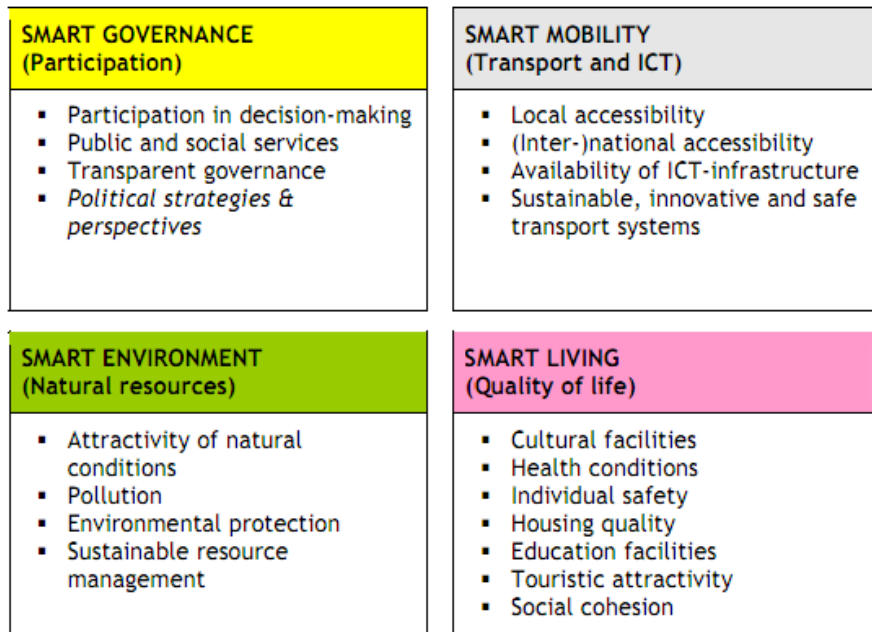 SMART GOVERNANCE
(Participation)
▪ Participation in decision-making
▪ Public and social services
▪ Transparent governance
▪ Political strategies &
perspectives
SMART MOBILITY
(Transport and ICT)
▪ Local accessibility
▪ (Inter-)national accessibility
▪ Availability of ICT-infrastructure
▪ Sustainable, innovative and safe
transport systems
SMART ENVIRONMENT
(Natural resources)
▪ Attractivity of natural
conditions
▪ Pollution
▪ Environmental protection
▪ Sustainable resource
management
SMART LIVING
(Quality of life)
▪ Cultural facilities
▪ Health conditions
▪ Individual safety
▪ Housing quality
▪ Education facilities
▪ Touristic attractivity
▪ Social cohesion